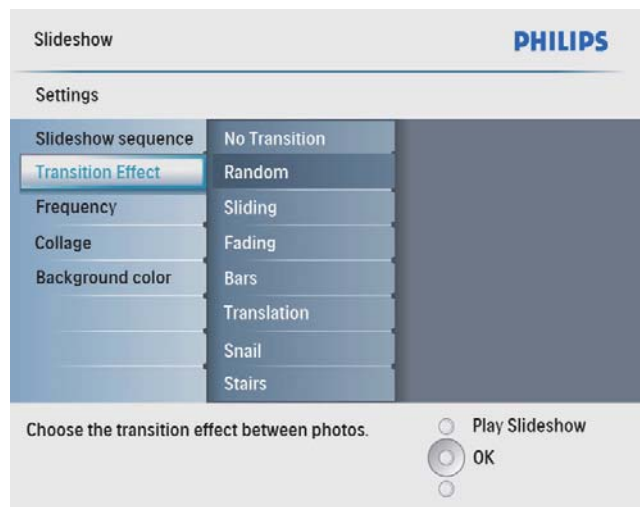 Slideshow
PHILIPS
Settings
Slideshow sequence
Transition Effect
Frequency
Collage
Background color
No Transition
Random
Sliding
Fading
Bars
Translation
Snail
Stairs
Choose the transition effect between photos.
Play Slideshow
OK